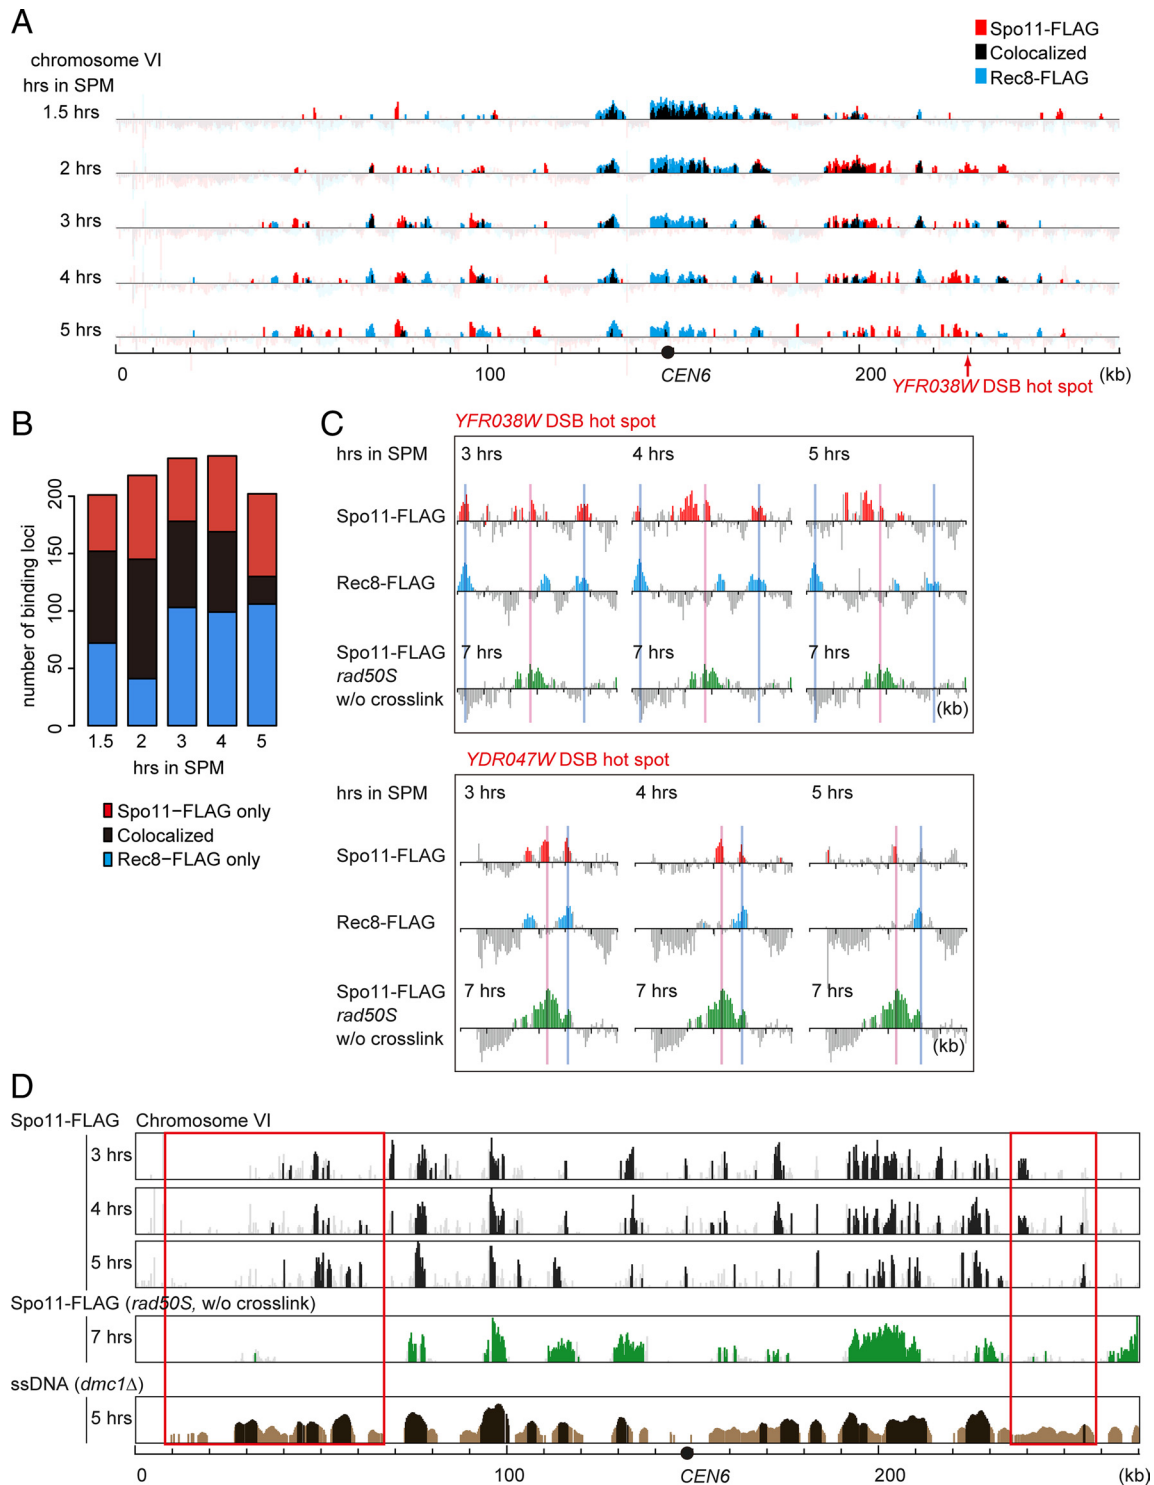 A
Spo11-FLAG
Colocalized
Rec8-FLAG
chromosome VI
hrs in SPM
1.5 hrs
2 hrs
3 hrs
4 hrs
5 hrs
0 100 CEN6 200 (kb)
YFR038W DSB hot spot
B
number of binding loci
0 50 100 150 200
1.5 2 3 4 5
hrs in SPM
Spo11−FLAG only
Colocalized
Rec8−FLAG only
C
YFR038W DSB hot spot
hrs in SPM 3 hrs 4 hrs 5 hrs
Spo11-FLAG
Rec8-FLAG
Spo11-FLAG 7 hrs 7 hrs 7 hrs
rad50S
w/o crosslink (kb)
YDR047W DSB hot spot
hrs in SPM 3 hrs 4 hrs 5 hrs
Spo11-FLAG
Rec8-FLAG
Spo11-FLAG 7 hrs 7 hrs 7 hrs
rad50S
w/o crosslink (kb)
D
Spo11-FLAG Chromosome VI
3 hrs
4 hrs
5 hrs
Spo11-FLAG (rad50S, w/o crosslink)
7 hrs
ssDNA (dmc1Δ)
5 hrs
0 100 CEN6 200 (kb)